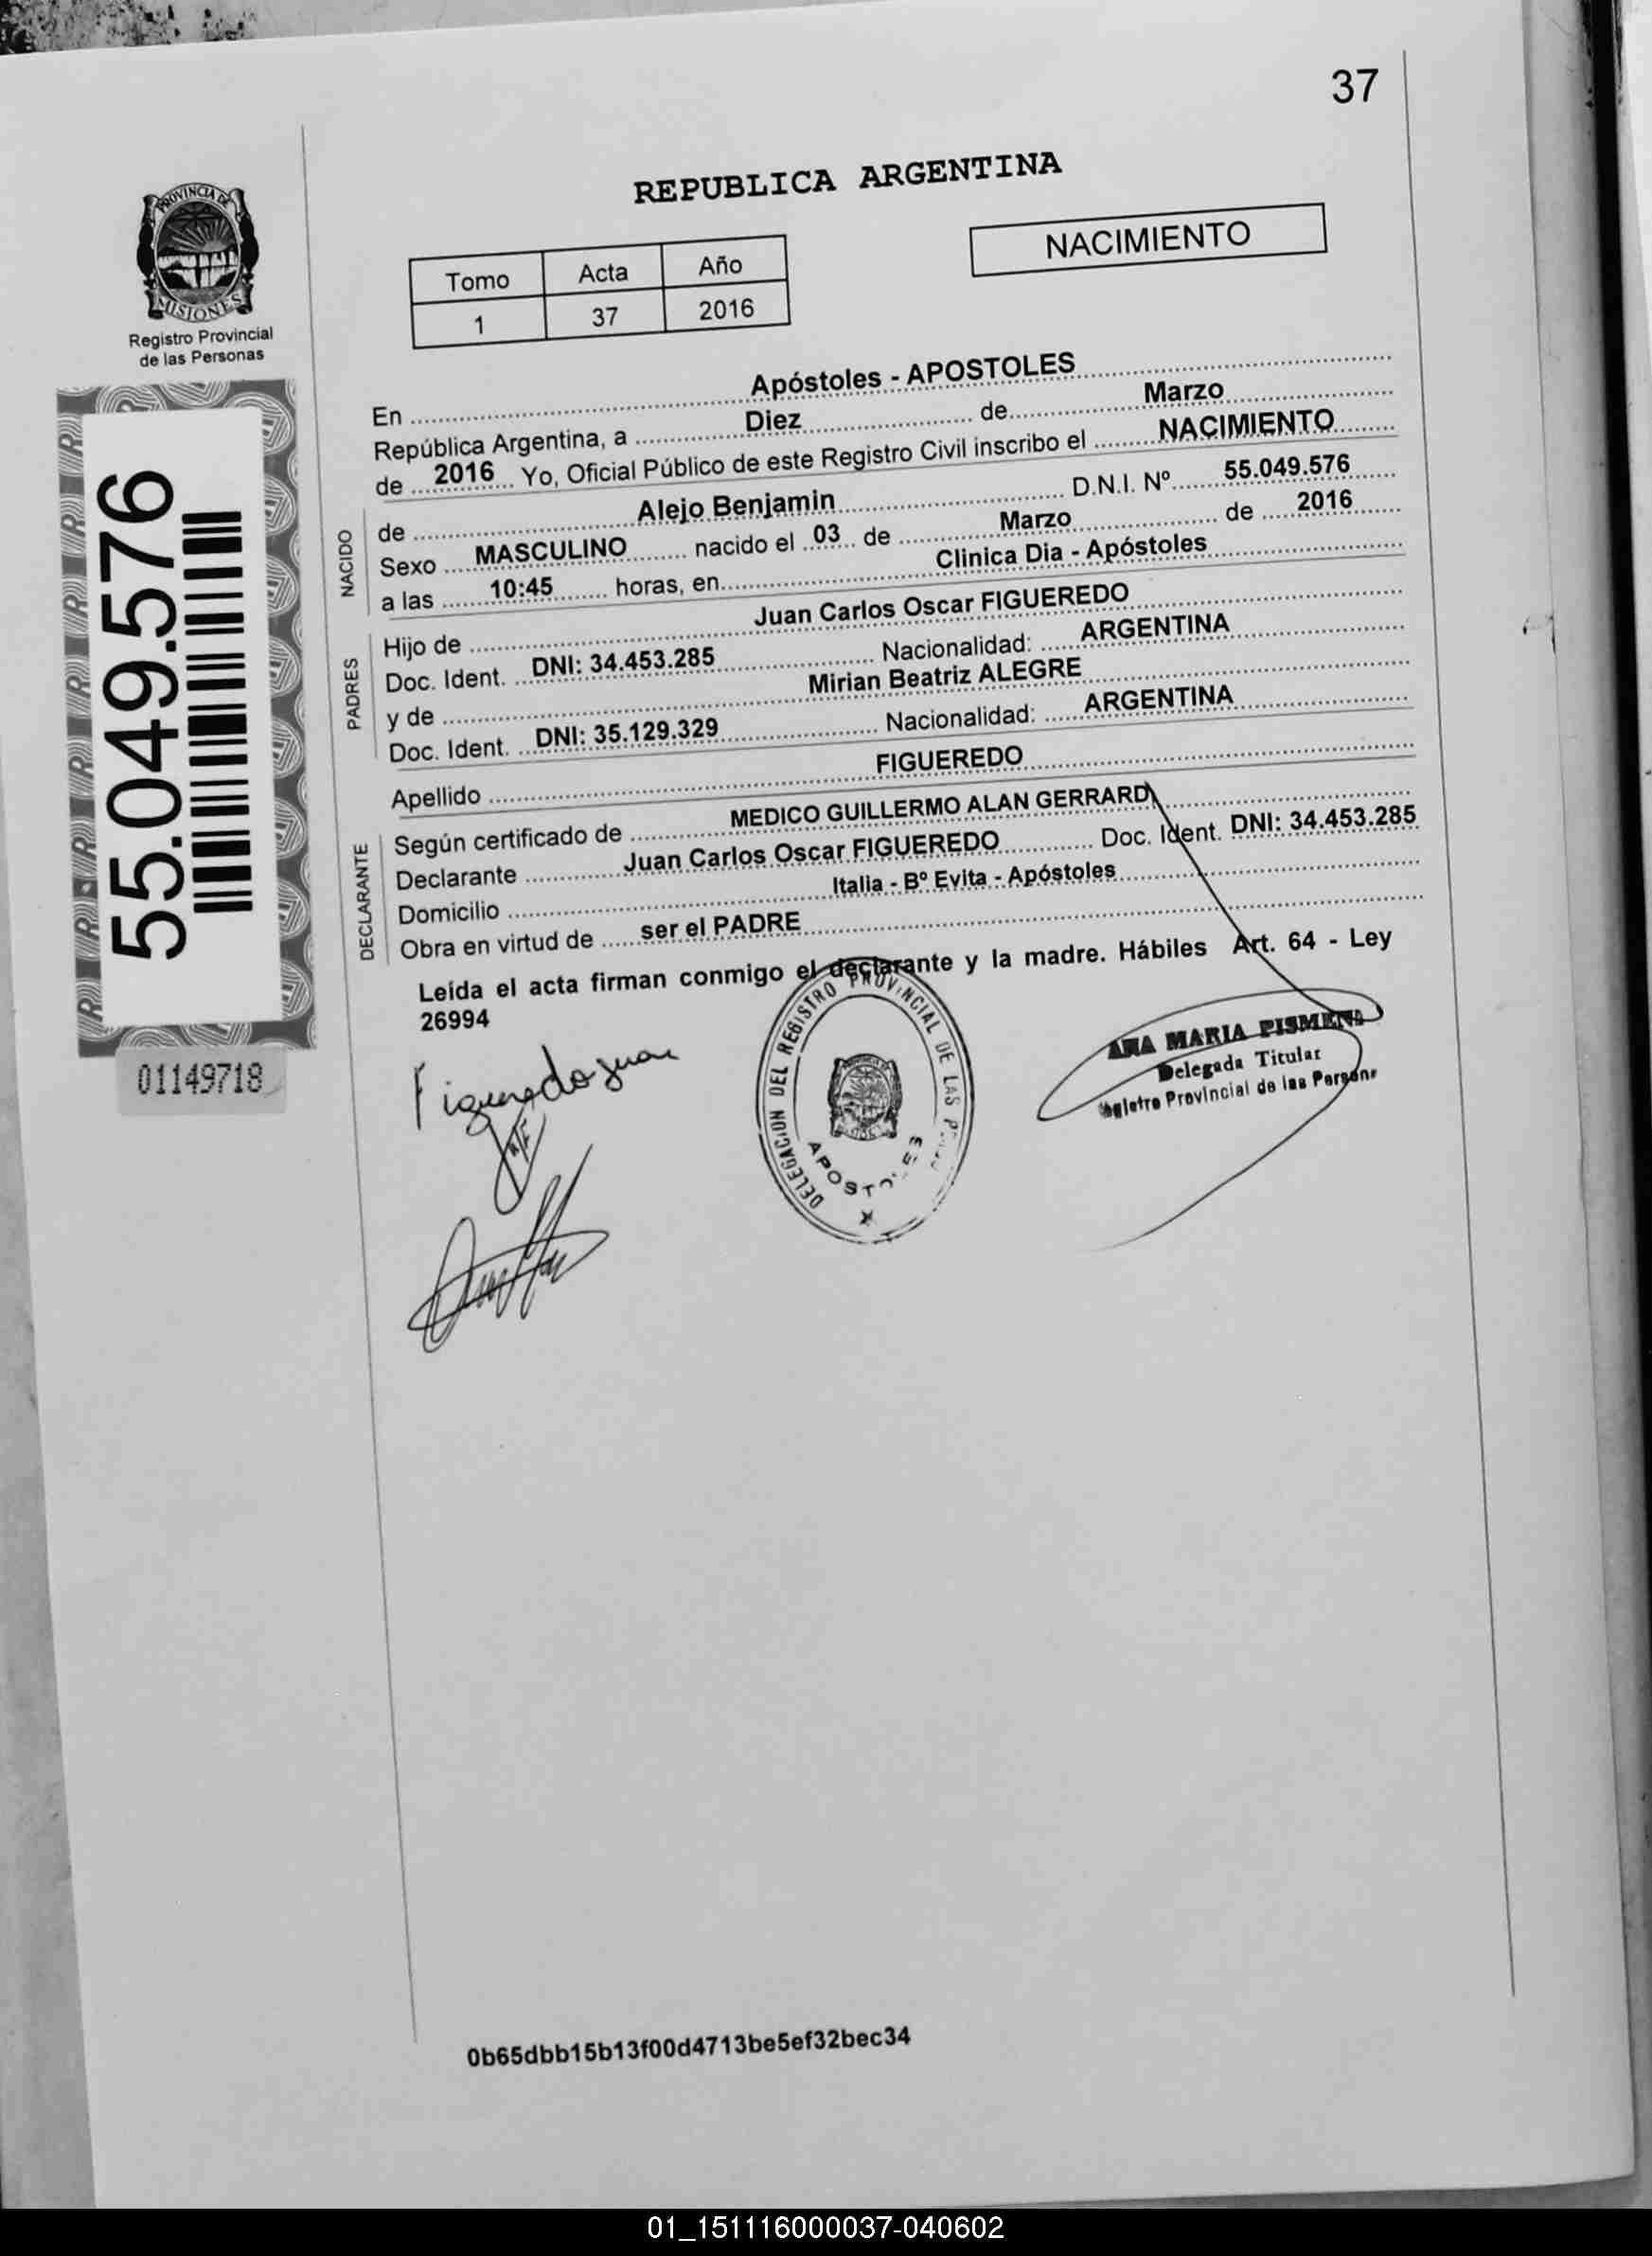 37
REPUBLICA ARGENTINA
PROVINCIA DE
MISIONES
Registro Provincial
de las Personas
NACIMIENTO
Tomo Acta Año
1 37 2016
En Apóstoles - APOSTOLES
República Argentina, a Diez de Marzo
de 2016 Yo, Oficial Público de este Registro Civil inscribo el NACIMIENTO
NACIDO
de Alejo Benjamin D.N.I. Nº 55.049.576
Sexo MASCULINO nacido el 03 de Marzo de 2016
a las 10:45 horas, en Clinica Dia - Apóstoles
PADRES
Hijo de Juan Carlos Oscar FIGUEREDO
Doc. Ident. DNI: 34.453.285 Nacionalidad: ARGENTINA
y de Mirian Beatriz ALEGRE
Doc. Ident. DNI: 35.129.329 Nacionalidad: ARGENTINA
Apellido FIGUEREDO
DECLARANTE
Según certificado de MEDICO GUILLERMO ALAN GERRARD
Declarante Juan Carlos Oscar FIGUEREDO Doc. Ident. DNI: 34.453.285
Domicilio Italia - Bº Evita - Apóstoles
Obra en virtud de ser el PADRE
Leída el acta firman conmigo el declarante y la madre. Hábiles Art. 64 - Ley
26994
55.049.576
01149718
Figueredo Juan
DELEGACION DEL REGISTRO PROVINCIAL DE LAS
APOSTOLES
ANA MARIA PISMENA
Delegada Titular
Provincial de las
0b65dbb15b13f00d4713be5ef32bec34
01_151116000037-040602